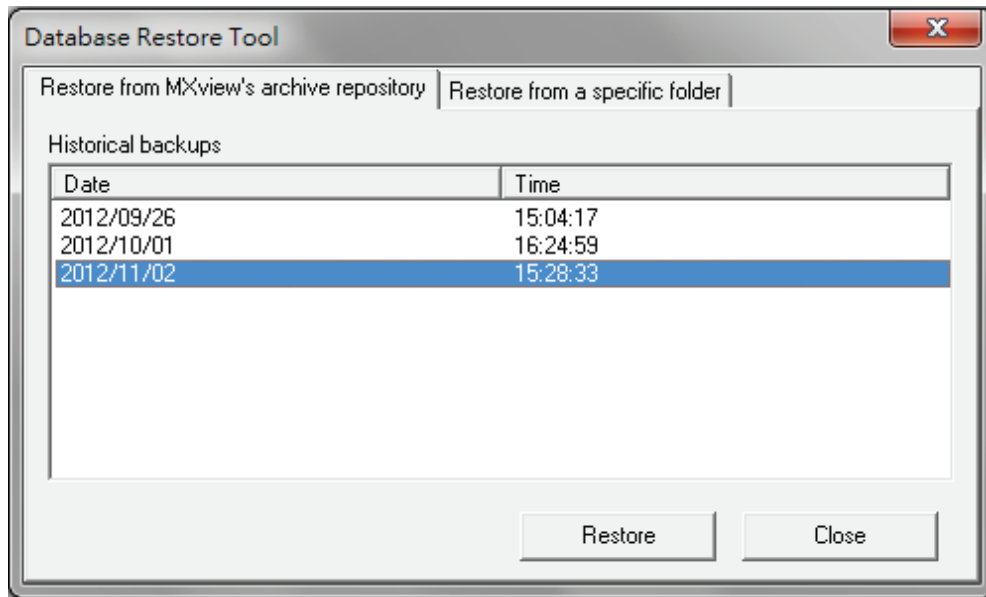 Database Restore Tool
Restore from MXview's archive repository Restore from a specific folder
Historical backups
Date Time
2012/09/26 15:04:17
2012/10/01 16:24:59
2012/11/02 15:28:33
Restore Close